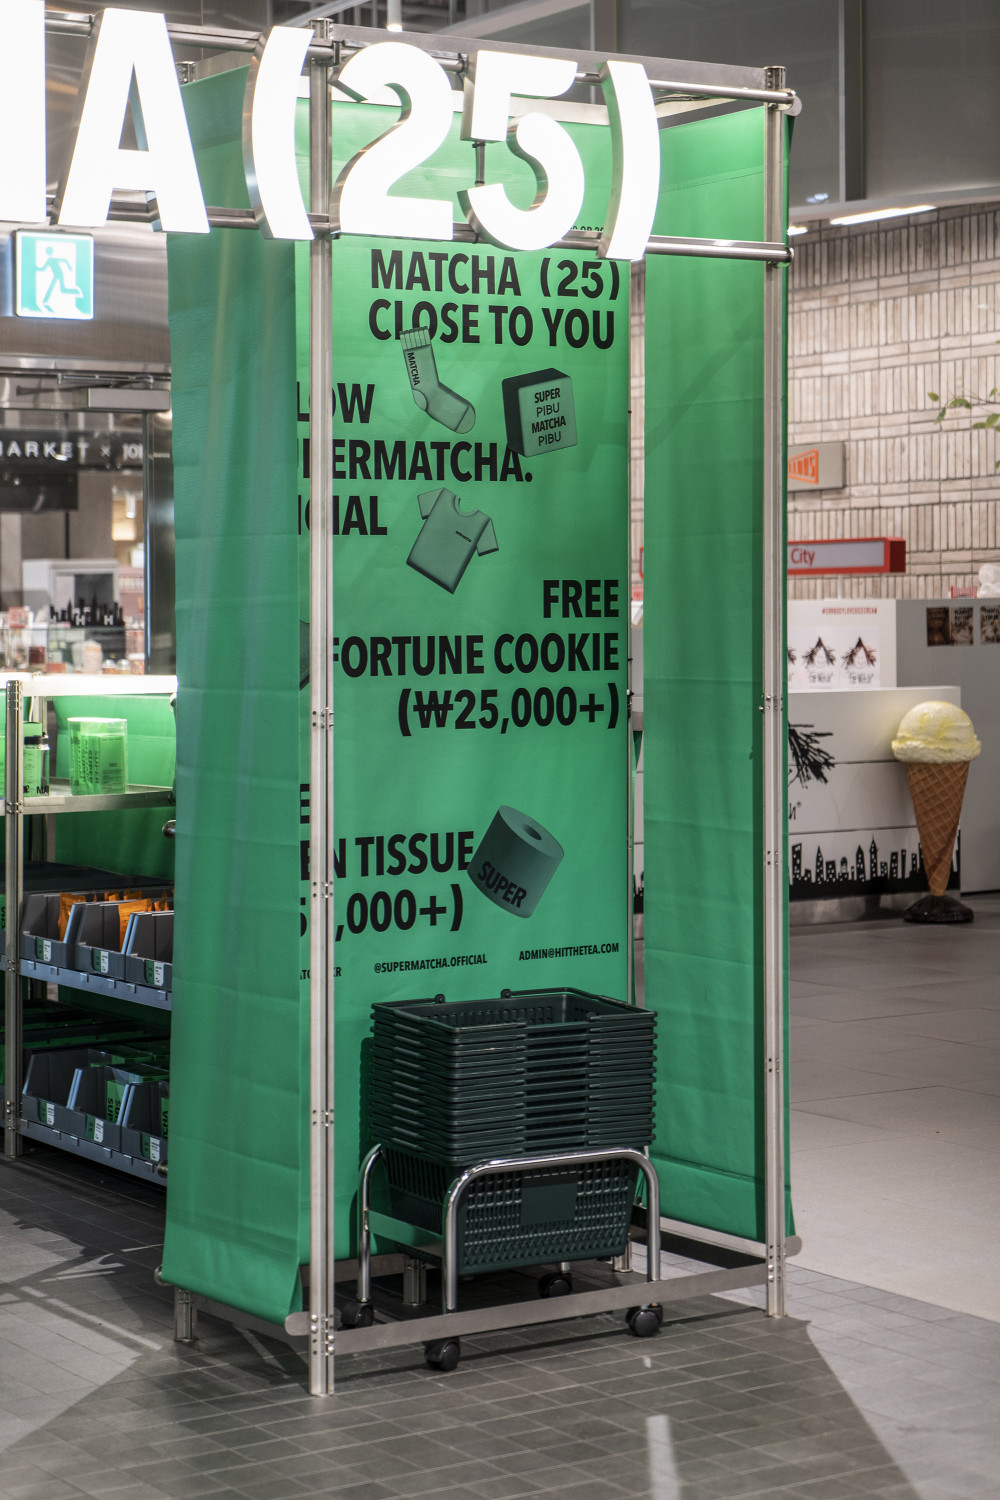 A (25)
MATCHA (25)
CLOSE TO YOU
MATCHA
SUPER
PIBU
MATCHA
PIBU
LOW
ERMATCHA.
IAL
FREE
FORTUNE COOKIE
(₩25,000+)
EN TISSUE
SUPER
,000+)
@SUPERMATCHA.OFFICIAL
ADMIN@HITTHETEA.COM
ARKET ×
City